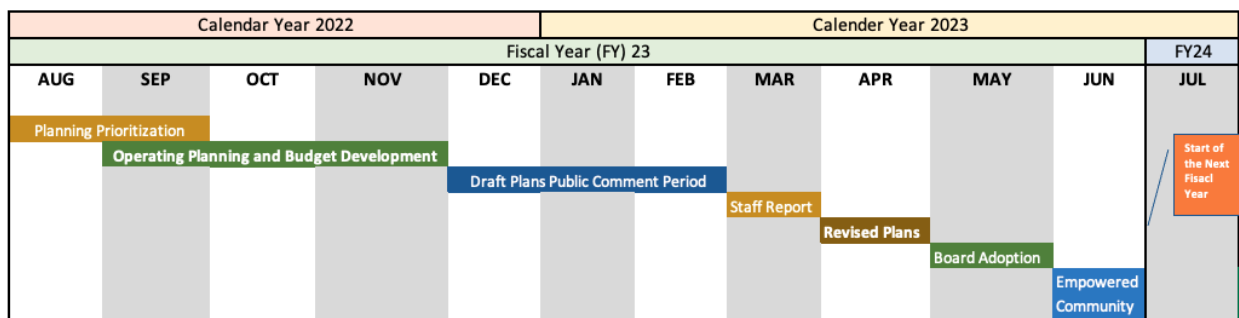 Calendar Year 2022
Calender Year 2023
Fiscal Year (FY) 23
FY24
AUG
SEP
OCT
NOV
DEC
JAN
FEB
MAR
APR
MAY
JUN
JUL
Planning Prioritization
Operating Planning and Budget Development
Draft Plans Public Comment Period
Staff Report
Revised Plans
Board Adoption
Empowered
Community
Start of
the Next
Fisacl
Year